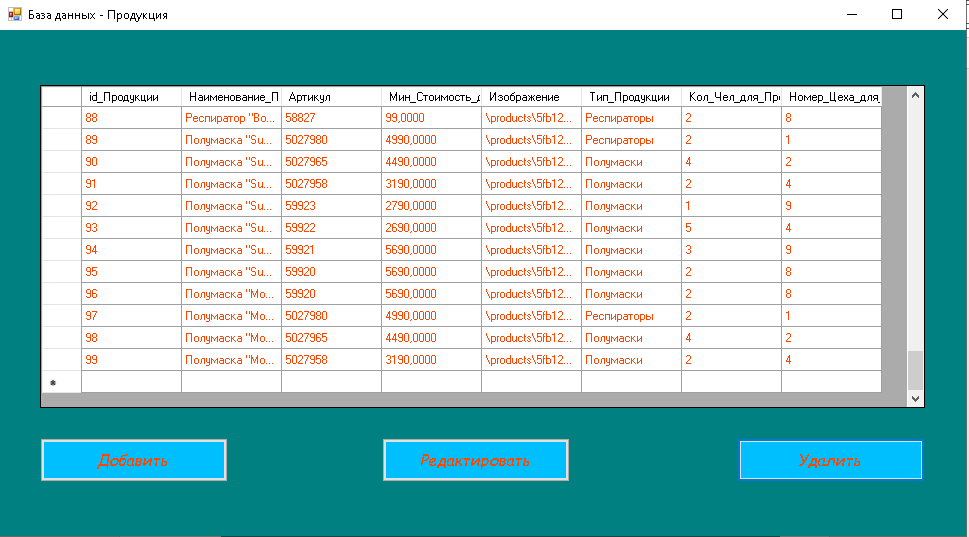 База данных - Продукция
id_Продукции Наименование_П Артикул Мин_Стоимость_д Изображение Тип_Продукции Кол_Чел_для_Про Номер_Цеха_для_
88 Респиратор "Во... 58827 99,0000 \products\5fb12... Респираторы 2 8
89 Полумаска "Su... 5027980 4990,0000 \products\5fb12... Респираторы 2 1
90 Полумаска "Su... 5027965 4490,0000 \products\5fb12... Полумаски 4 2
91 Полумаска "Su... 5027958 3190,0000 \products\5fb12... Полумаски 2 4
92 Полумаска "Su... 59923 2790,0000 \products\5fb12... Полумаски 1 9
93 Полумаска "Su... 59922 2690,0000 \products\5fb12... Полумаски 5 4
94 Полумаска "Su... 59921 5690,0000 \products\5fb12... Полумаски 3 9
95 Полумаска "Su... 59920 5690,0000 \products\5fb12... Полумаски 2 8
96 Полумаска "Мо... 59920 5690,0000 \products\5fb12... Полумаски 2 8
97 Полумаска "Мо... 5027980 4990,0000 \products\5fb12... Респираторы 2 1
98 Полумаска "Мо... 5027965 4490,0000 \products\5fb12... Полумаски 4 2
99 Полумаска "Мо... 5027958 3190,0000 \products\5fb12... Полумаски 2 4
Добавить Редактировать Удалить